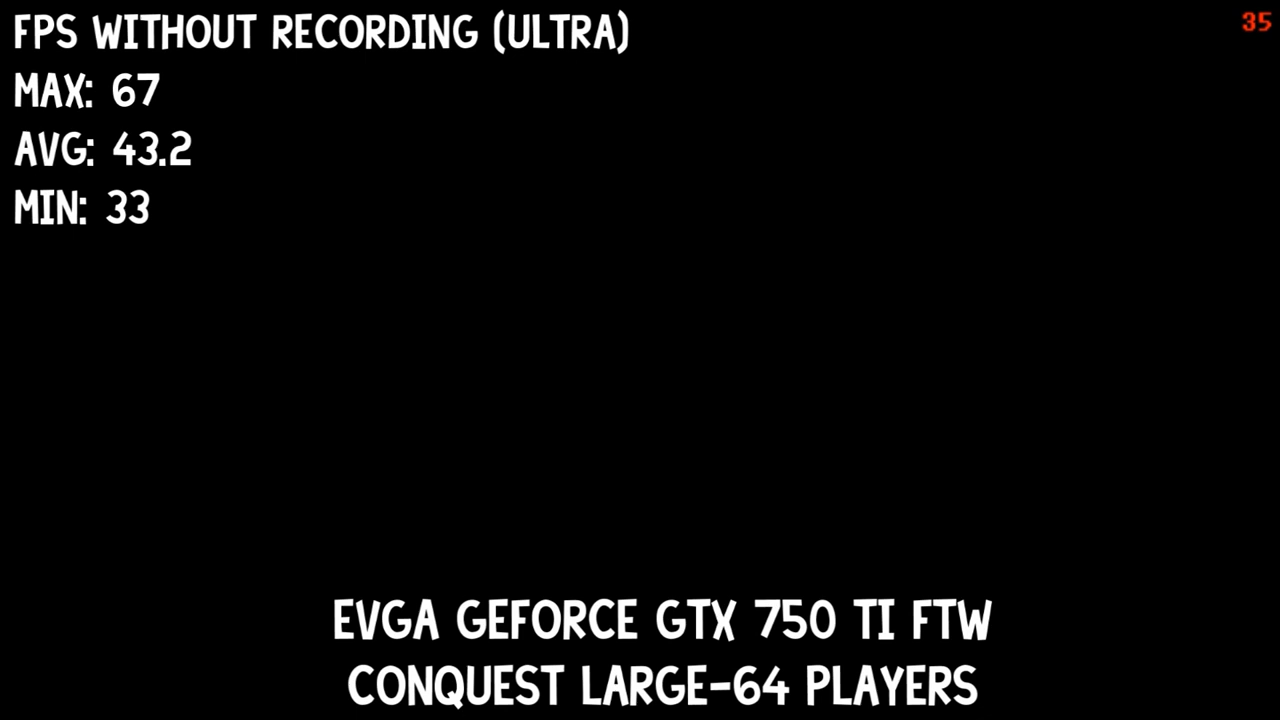 FPS WITHOUT RECORDING (ULTRA)
35
MAX: 67
AVG: 43.2
MIN: 33
EVGA GEFORCE GTX 750 TI FTW
CONQUEST LARGE-64 PLAYERS